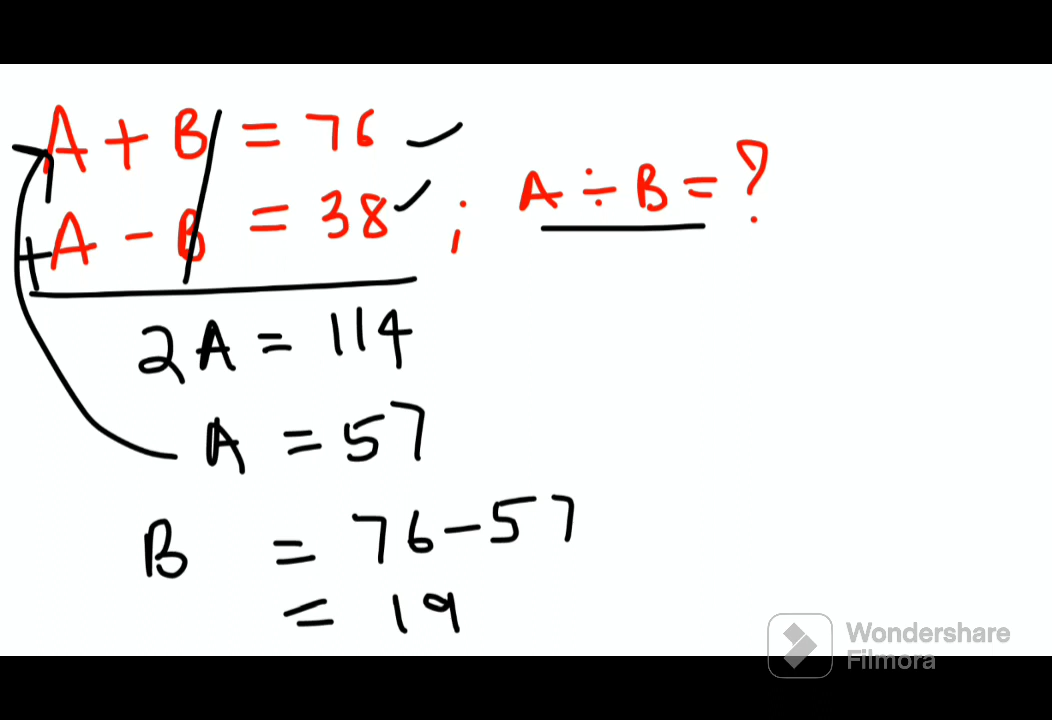 A + B = 76
A - B = 38 ; A ÷ B = ?
+
2A = 114
A = 57
B = 76 - 57
= 19
Wondershare
Filmora